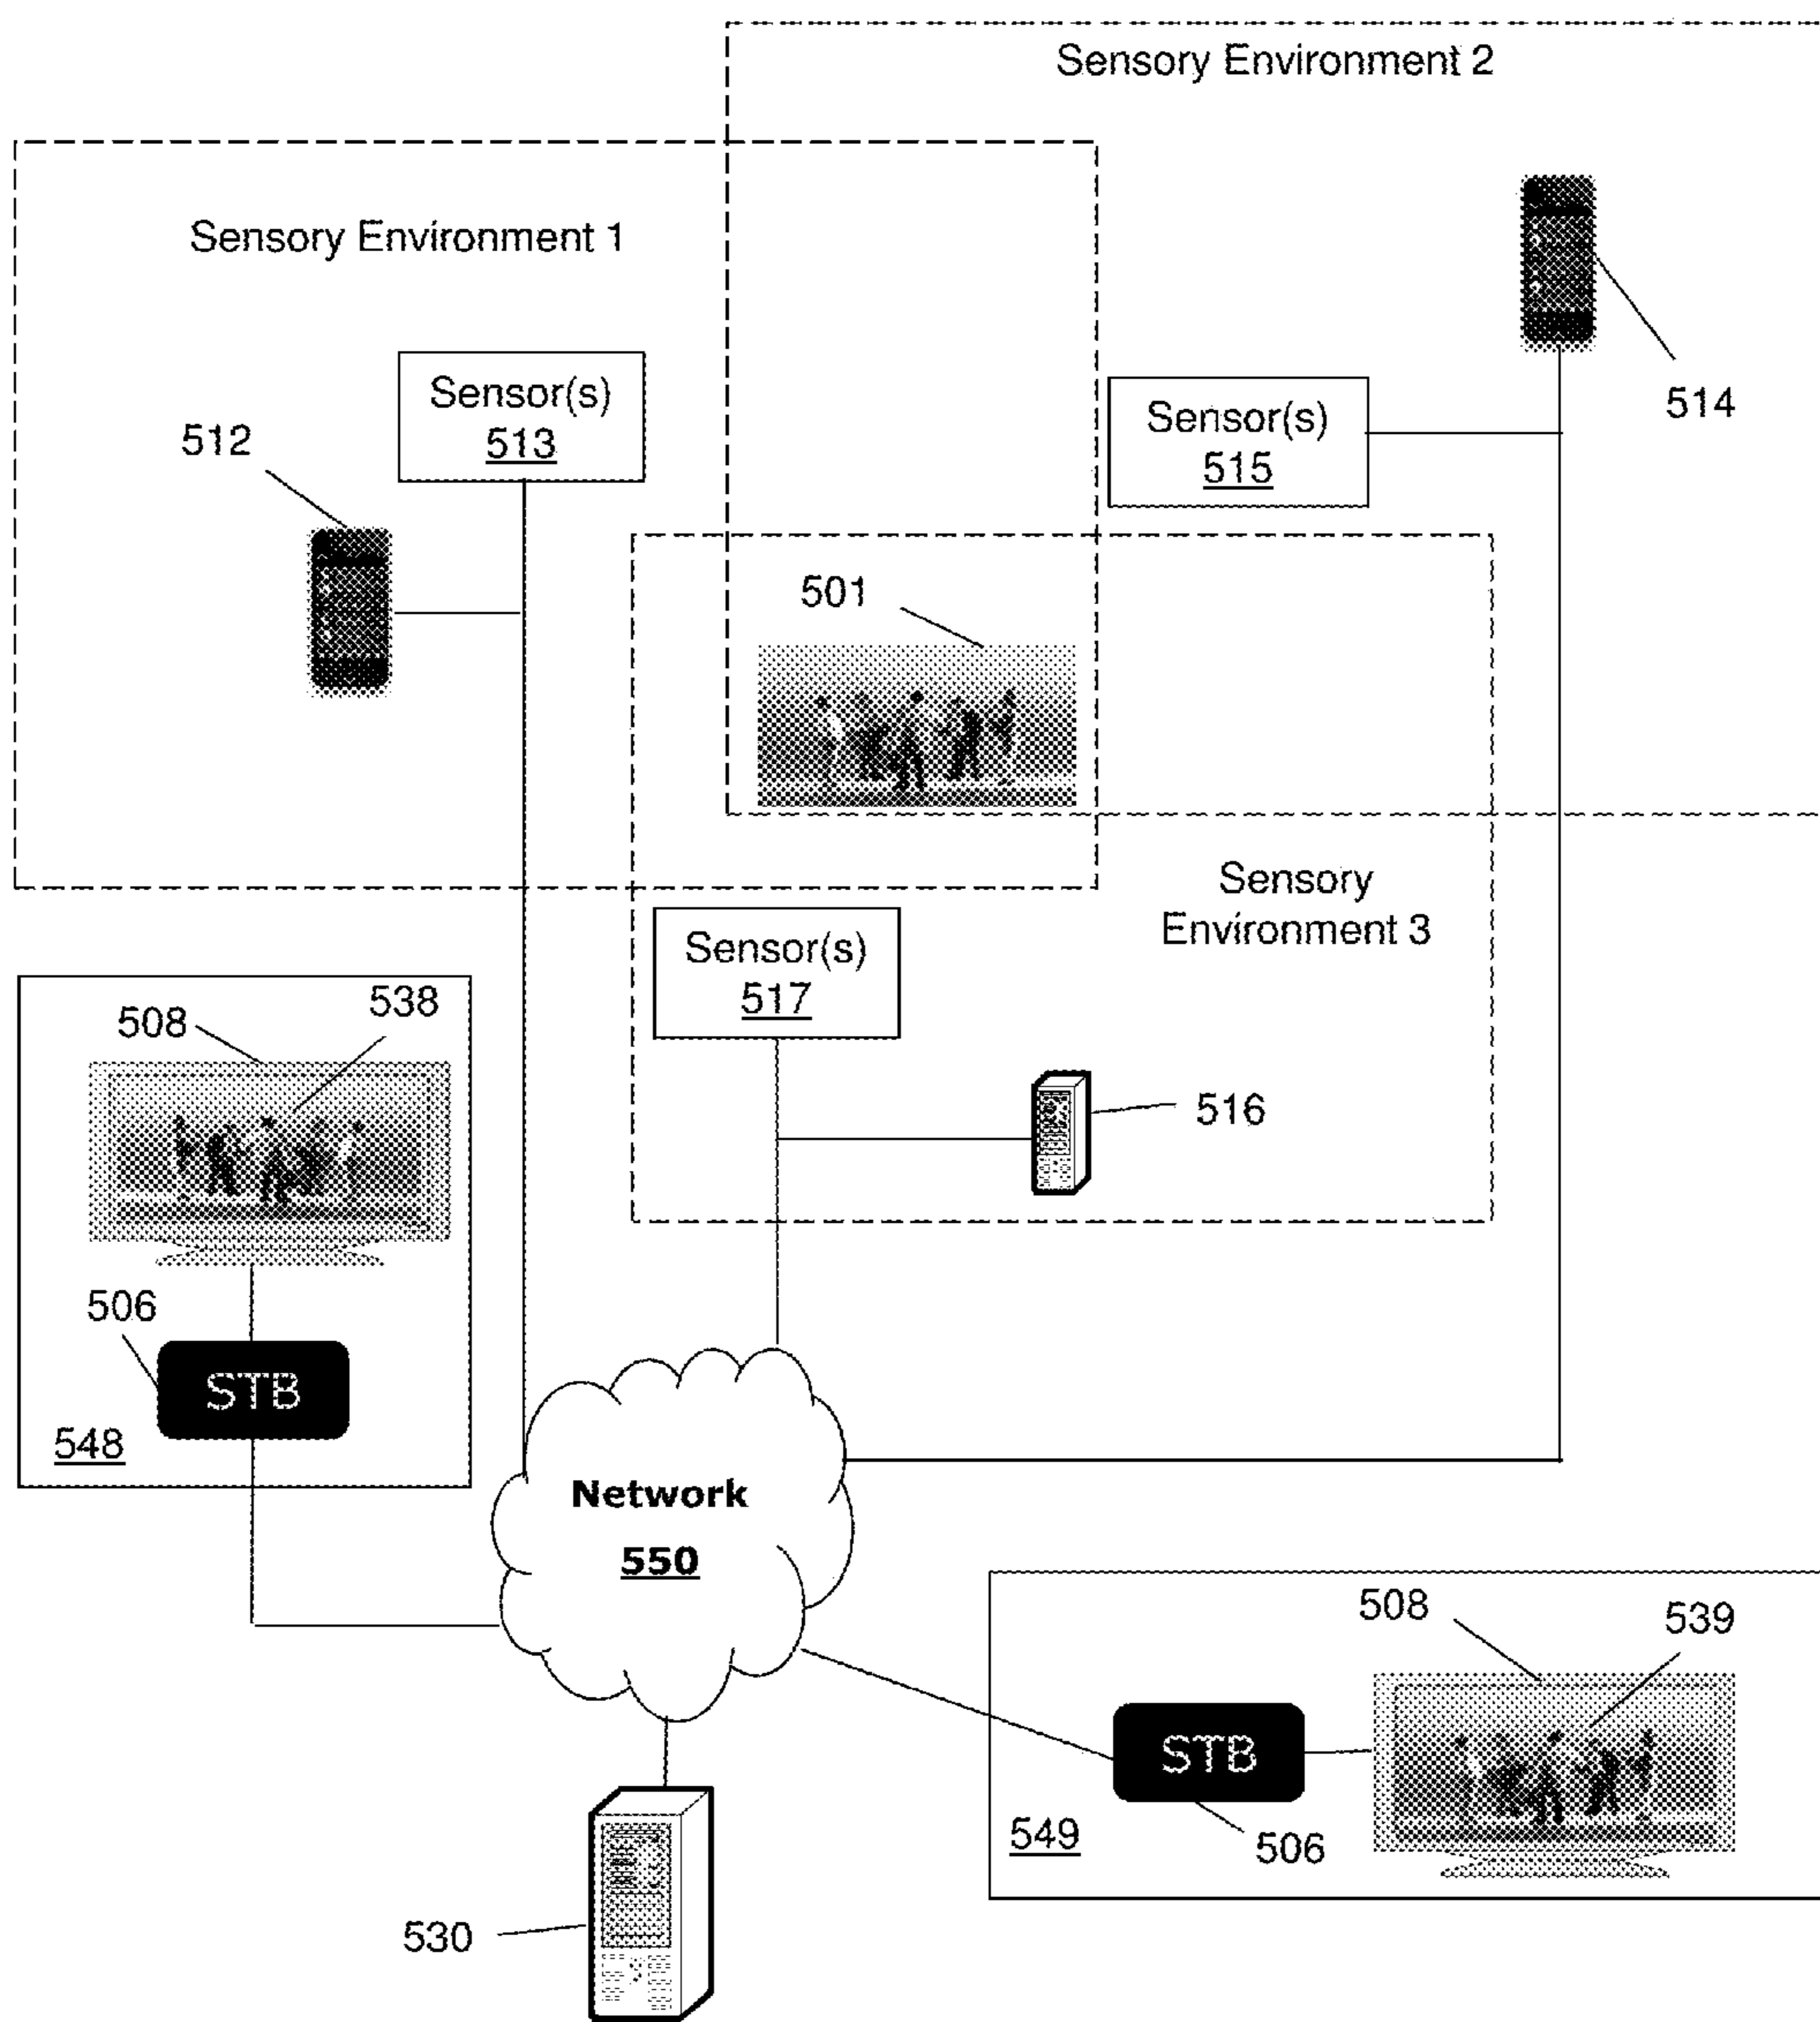 Sensory Environment 2
Sensory Environment 1
514
Sensor(s)
513
Sensor(s)
515
512
501
Sensory
Environment 3
Sensor(s)
517
538
508
516
506
STB
548
Network
550
508
539
STB
549
506
530